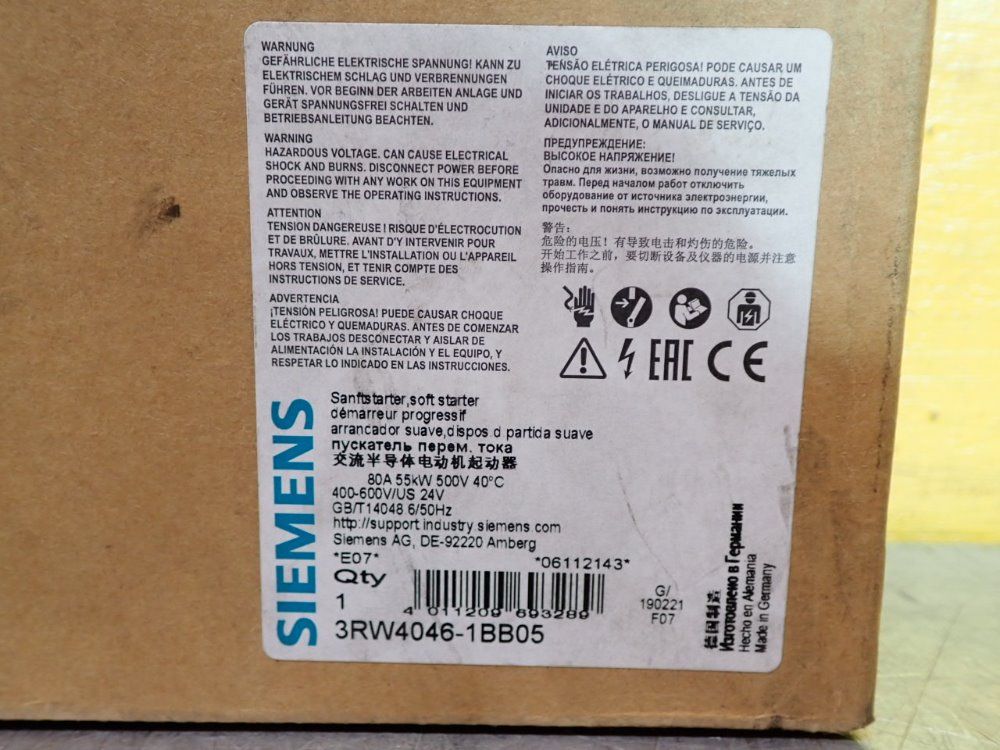 WARNUNG
GEFÄHRLICHE ELEKTRISCHE SPANNUNG! KANN ZU
ELEKTRISCHEM SCHLAG UND VERBRENNUNGEN
FÜHREN. VOR BEGINN DER ARBEITEN ANLAGE UND
GERÄT SPANNUNGSFREI SCHALTEN UND
BETRIEBSANLEITUNG BEACHTEN.
WARNING
HAZARDOUS VOLTAGE. CAN CAUSE ELECTRICAL
SHOCK AND BURNS. DISCONNECT POWER BEFORE
PROCEEDING WITH ANY WORK ON THIS EQUIPMENT
AND OBSERVE THE OPERATING INSTRUCTIONS.
ATTENTION
TENSION DANGEREUSE ! RISQUE D'ÉLECTROCUTION
ET DE BRÛLURE. AVANT D'Y INTERVENIR POUR
TRAVAUX, METTRE L'INSTALLATION OU L'APPAREIL
HORS TENSION, ET TENIR COMPTE DES
INSTRUCTIONS DE SERVICE.
ADVERTENCIA
¡TENSIÓN PELIGROSA! PUEDE CAUSAR CHOQUE
ELÉCTRICO Y QUEMADURAS. ANTES DE COMENZAR
LOS TRABAJOS DESCONECTAR Y AISLAR DE
ALIMENTACIÓN LA INSTALACIÓN Y EL EQUIPO, Y
RESPETAR LO INDICADO EN LAS INSTRUCCIONES.
AVISO
TENSÃO ELÉTRICA PERIGOSA! PODE CAUSAR UM
CHOQUE ELÉTRICO E QUEIMADURAS. ANTES DE
INICIAR OS TRABALHOS, DESLIGUE A TENSÃO DA
UNIDADE E DO APARELHO E CONSULTAR,
ADICIONALMENTE, O MANUAL DE SERVIÇO.
ПРЕДУПРЕЖДЕНИЕ:
ВЫСОКОЕ НАПРЯЖЕНИЕ!
Опасно для жизни, возможно получение тяжелых
травм. Перед началом работ отключить
оборудование от источника электроэнергии,
прочесть и понять инструкцию по эксплуатации.
警告:
危险的电压！有导致电击和灼伤的危险。
开始工作之前，要切断设备及仪器的电源并注意
操作指南。
EAC CE
SIEMENS
Sanftstarter,soft starter
démarreur progressif
arrancador suave,dispos.d partida suave
пускатель перем. тока
交流半导体电动机起动器
80A 55kW 500V 40°C
400-600V/US 24V
GB/T14048 6/50Hz
http://support.industry siemens com
Siemens AG, DE-92220 Amberg
*E07* *06112143*
Qty
1
4 011209 693289
3RW4046-1BB05
G/
190221
F07
德国制造
Изготовлено в Германии
Hecho en Alemania
Made in Germany